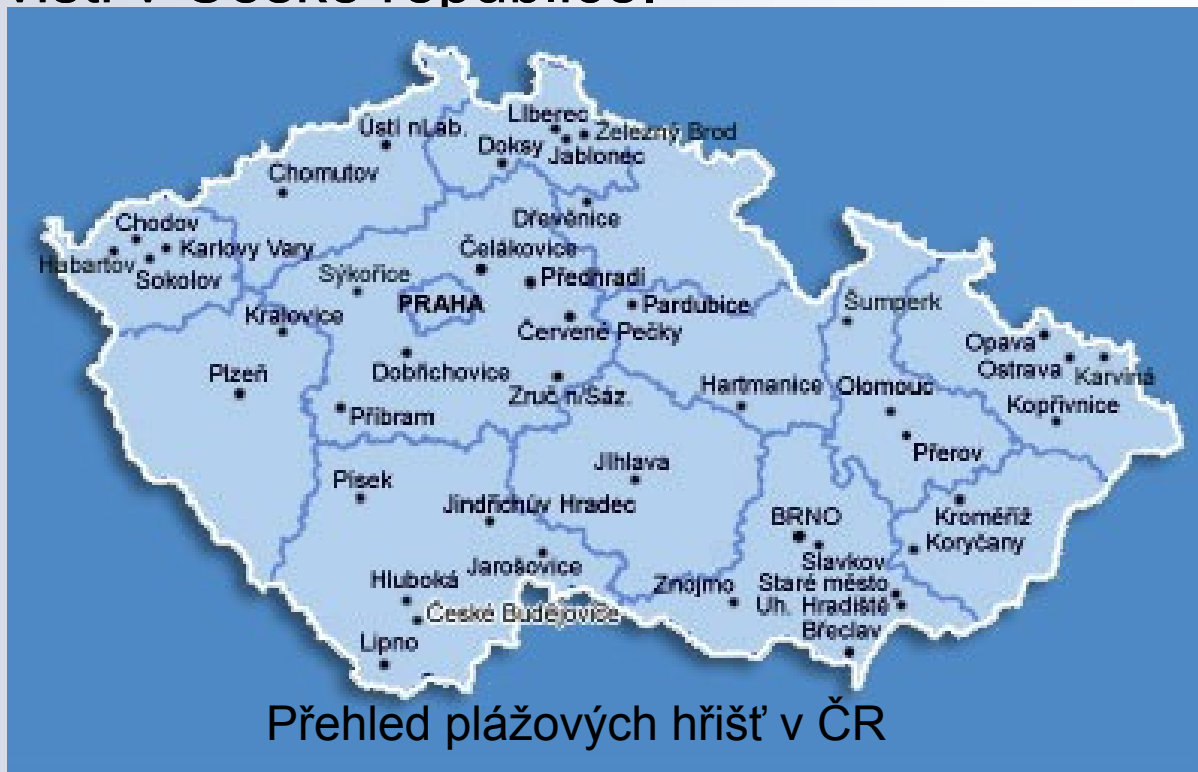 v České republice.
Liberec
Ústí nLab.
Železný Brod
Doksy
Jablonec
Chomutov
Dřevěnice
Chodov
Karlovy Vary
Čelákovice
Habartov
Sokolov
Sýkořice
Předhradí
PRAHA
Pardubice
Kralovice
Červené Pečky
Šumperk
Opava
Plzeň
Dobřichovice
Ostrava
Karviná
Zruč n/Sáz.
Hartmanice
Olomouc
Příbram
Kopřivnice
Přerov
Jihlava
Písek
Jindřichův Hradec
BRNO
Kroměříž
Koryčany
Slavkov
Jarošovice
Hluboká
Znojmo
Staré město
České Budějovice
Uh. Hradiště
Břeclav
Lipno
Přehled plážových hřišť v ČR